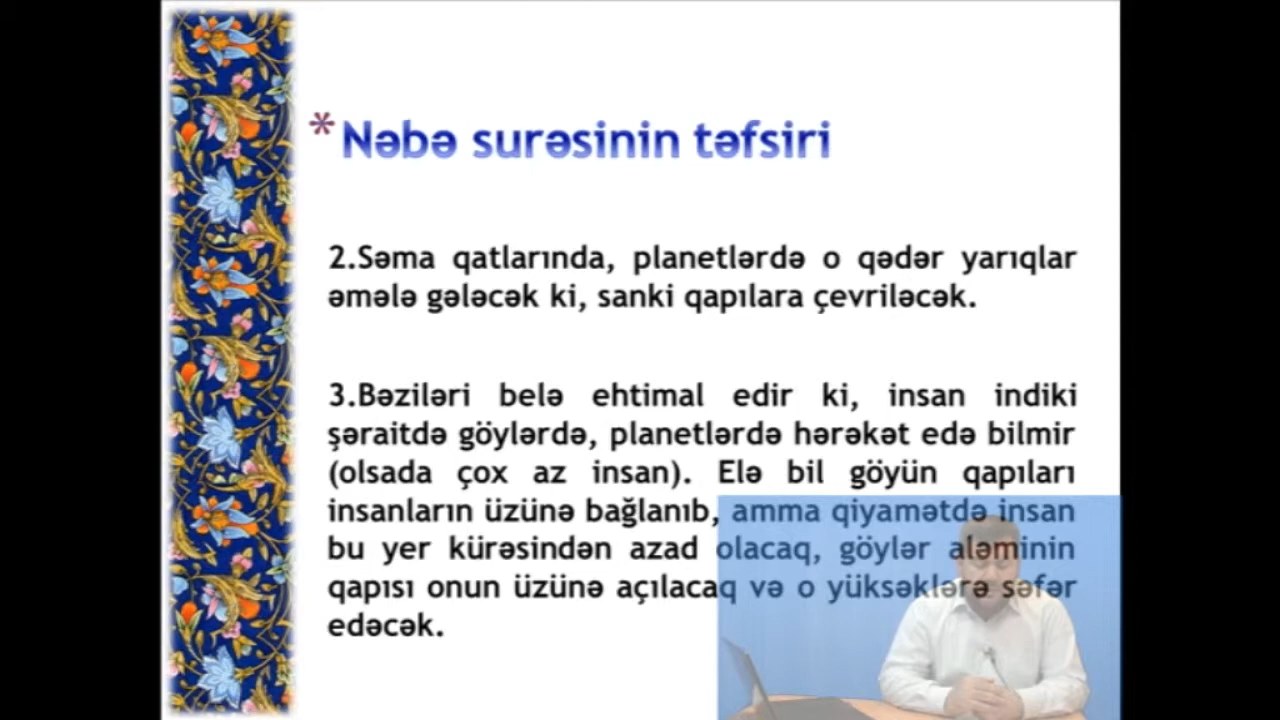 * Nəbə surəsinin təfsiri
2.Səma qatlarında, planetlərdə o qədər yarıqlar
əmələ gələcək ki, sanki qapılara çevriləcək.
3.Bəziləri belə ehtimal edir ki, insan indiki
şəraitdə göylərdə, planetlərdə hərəkət edə bilmir
(olsada çox az insan). Elə bil göyün qapıları
insanların üzünə bağlanıb, amma qiyamətdə insan
bu yer kürəsindən azad olacaq, göylər aləminin
qapısı onun üzünə açılacaq və o yüksəklərə səfər
edəcək.